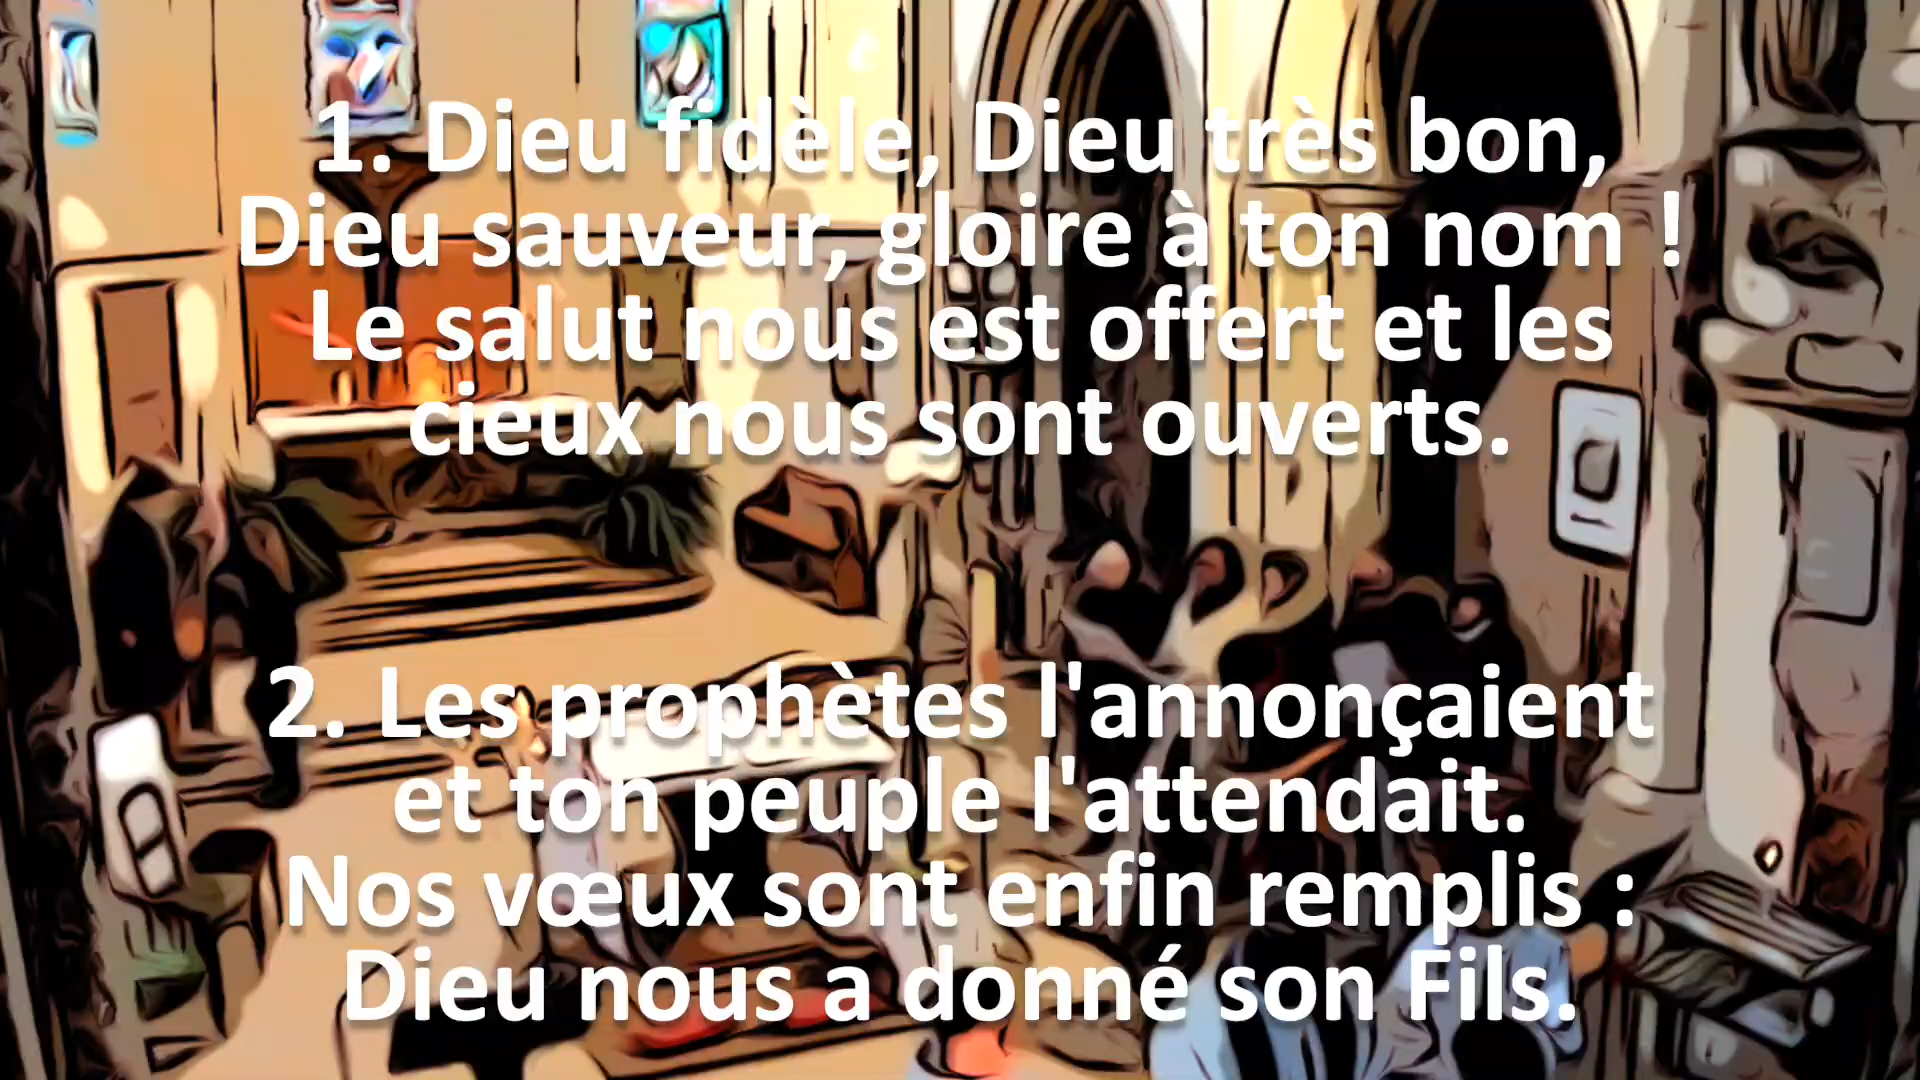 1. Dieu fidèle, Dieu très bon,
Dieu sauveur, gloire à ton nom !
Le salut nous est offert et les
cieux nous sont ouverts.
2. Les prophètes l'annonçaient
et ton peuple l'attendait.
Nos vœux sont enfin remplis :
Dieu nous a donné son Fils.